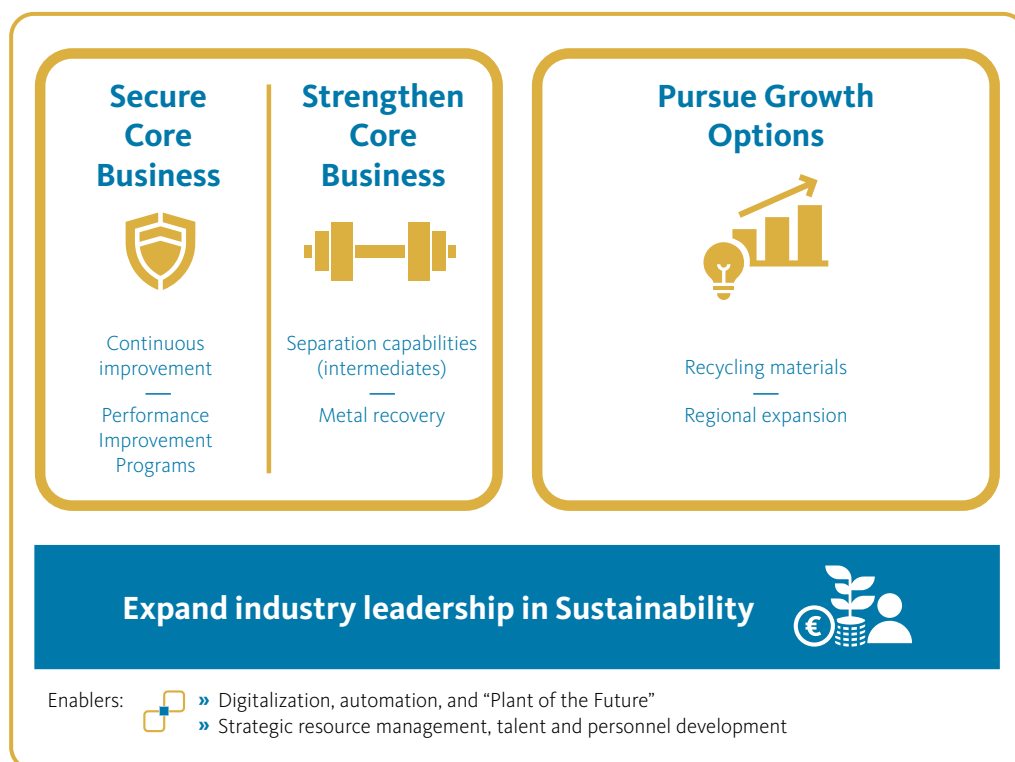 Secure
Core
Business
Continuous
improvement
Performance
Improvement
Programs
Strengthen
Core
Business
Separation capabilities
(intermediates)
Metal recovery
Pursue Growth
Options
Recycling materials
Regional expansion
Expand industry leadership in Sustainability
€
Enablers:
» Digitalization, automation, and “Plant of the Future”
» Strategic resource management, talent and personnel development